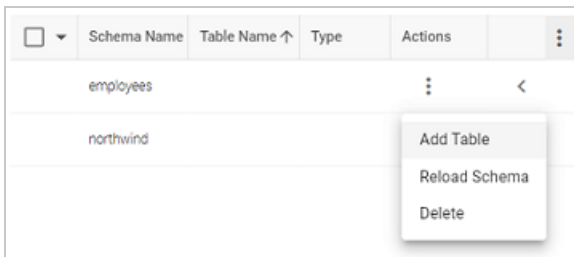 Schema Name Table Name Type Actions
employees
northwind
Add Table
Reload Schema
Delete